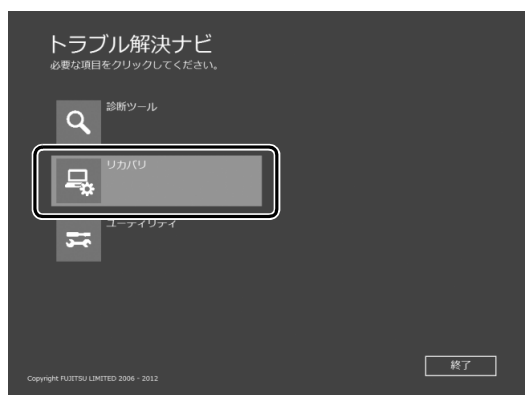 トラブル解決ナビ
必要な項目をクリックしてください。
診断ツール
リカバリ
ユーティリティ
終了
Copyright FUJITSU LIMITED 2006 - 2012